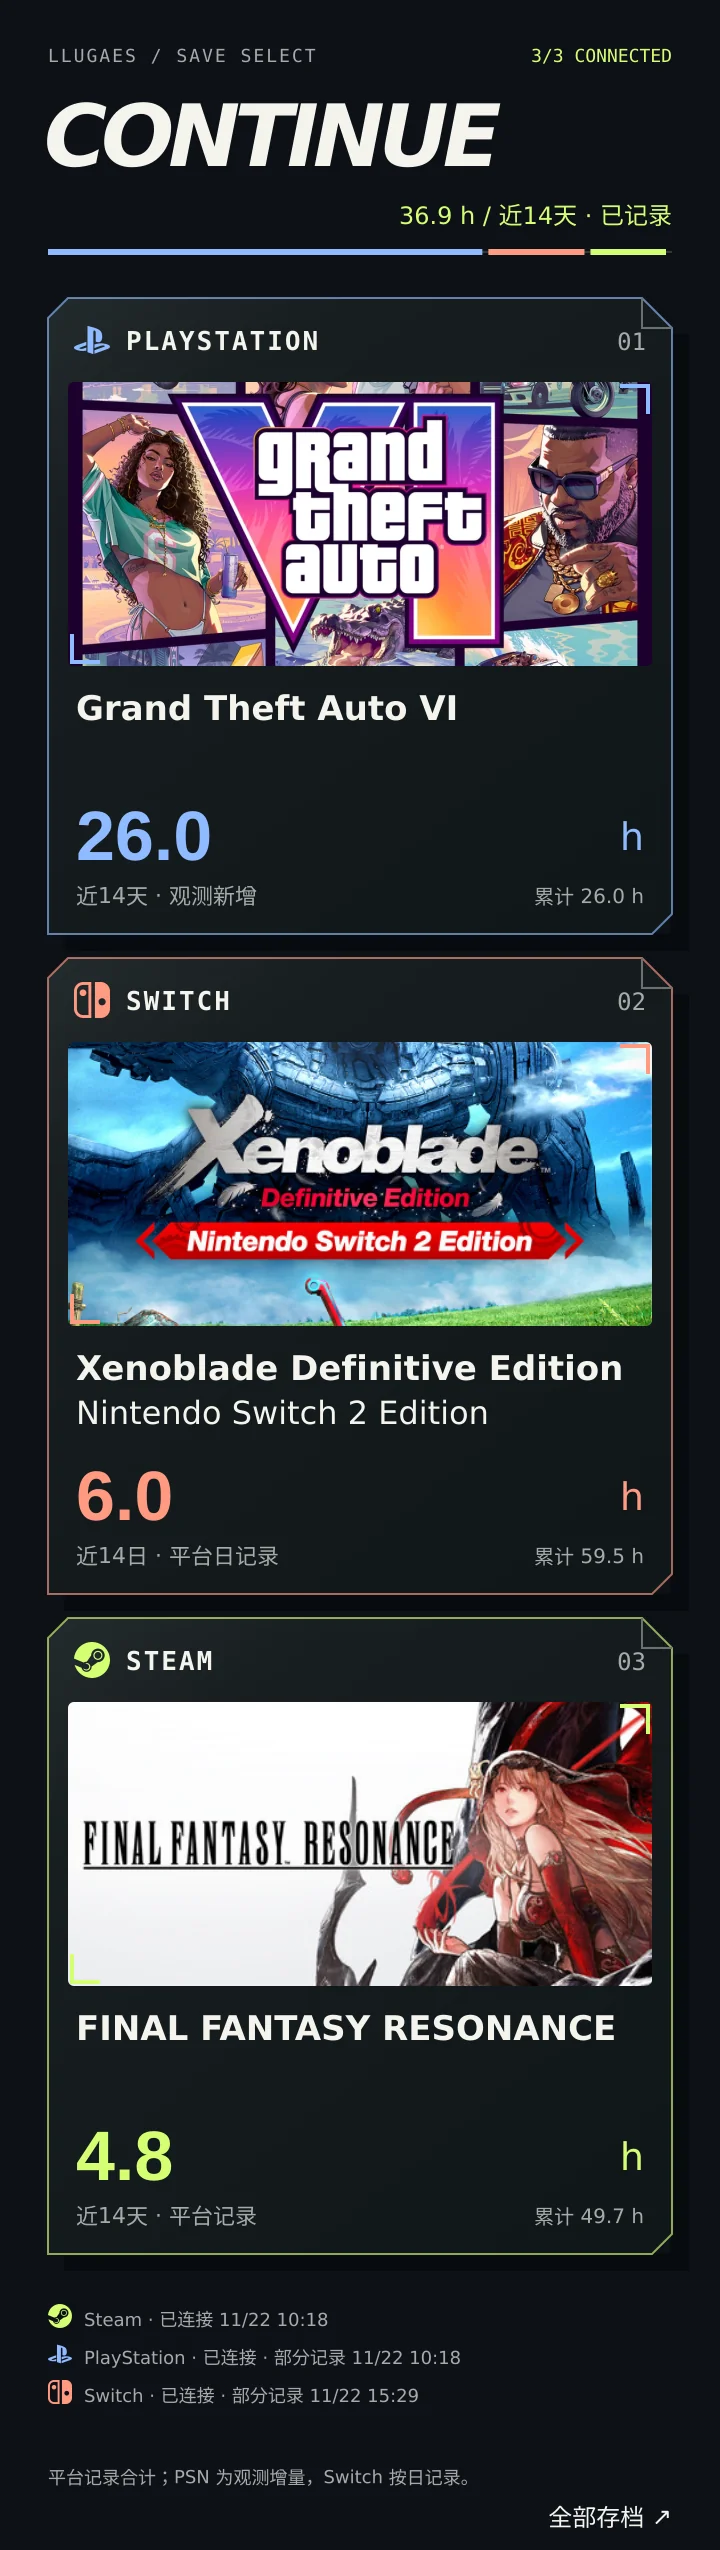 LLUGAES / SAVE SELECT
3/3 CONNECTED
CONTINUE
36.9 h / 近14天 · 已记录
PLAYSTATION
01
grand
theft
auto
VI
Grand Theft Auto VI
26.0
h
近14天 · 观测新增
累计 26.0 h
SWITCH
02
Xenoblade™
Definitive Edition
Nintendo Switch 2 Edition
Xenoblade Definitive Edition
Nintendo Switch 2 Edition
6.0
h
近14日 · 平台日记录
累计 59.5 h
STEAM
03
FINAL FANTASY RESONANCE
FINAL FANTASY RESONANCE
4.8
h
近14天 · 平台记录
累计 49.7 h
Steam · 已连接 11/22 10:18
PlayStation · 已连接 · 部分记录 11/22 10:18
Switch · 已连接 · 部分记录 11/22 15:29
平台记录合计；PSN 为观测增量，Switch 按日记录。
全部存档 ↗